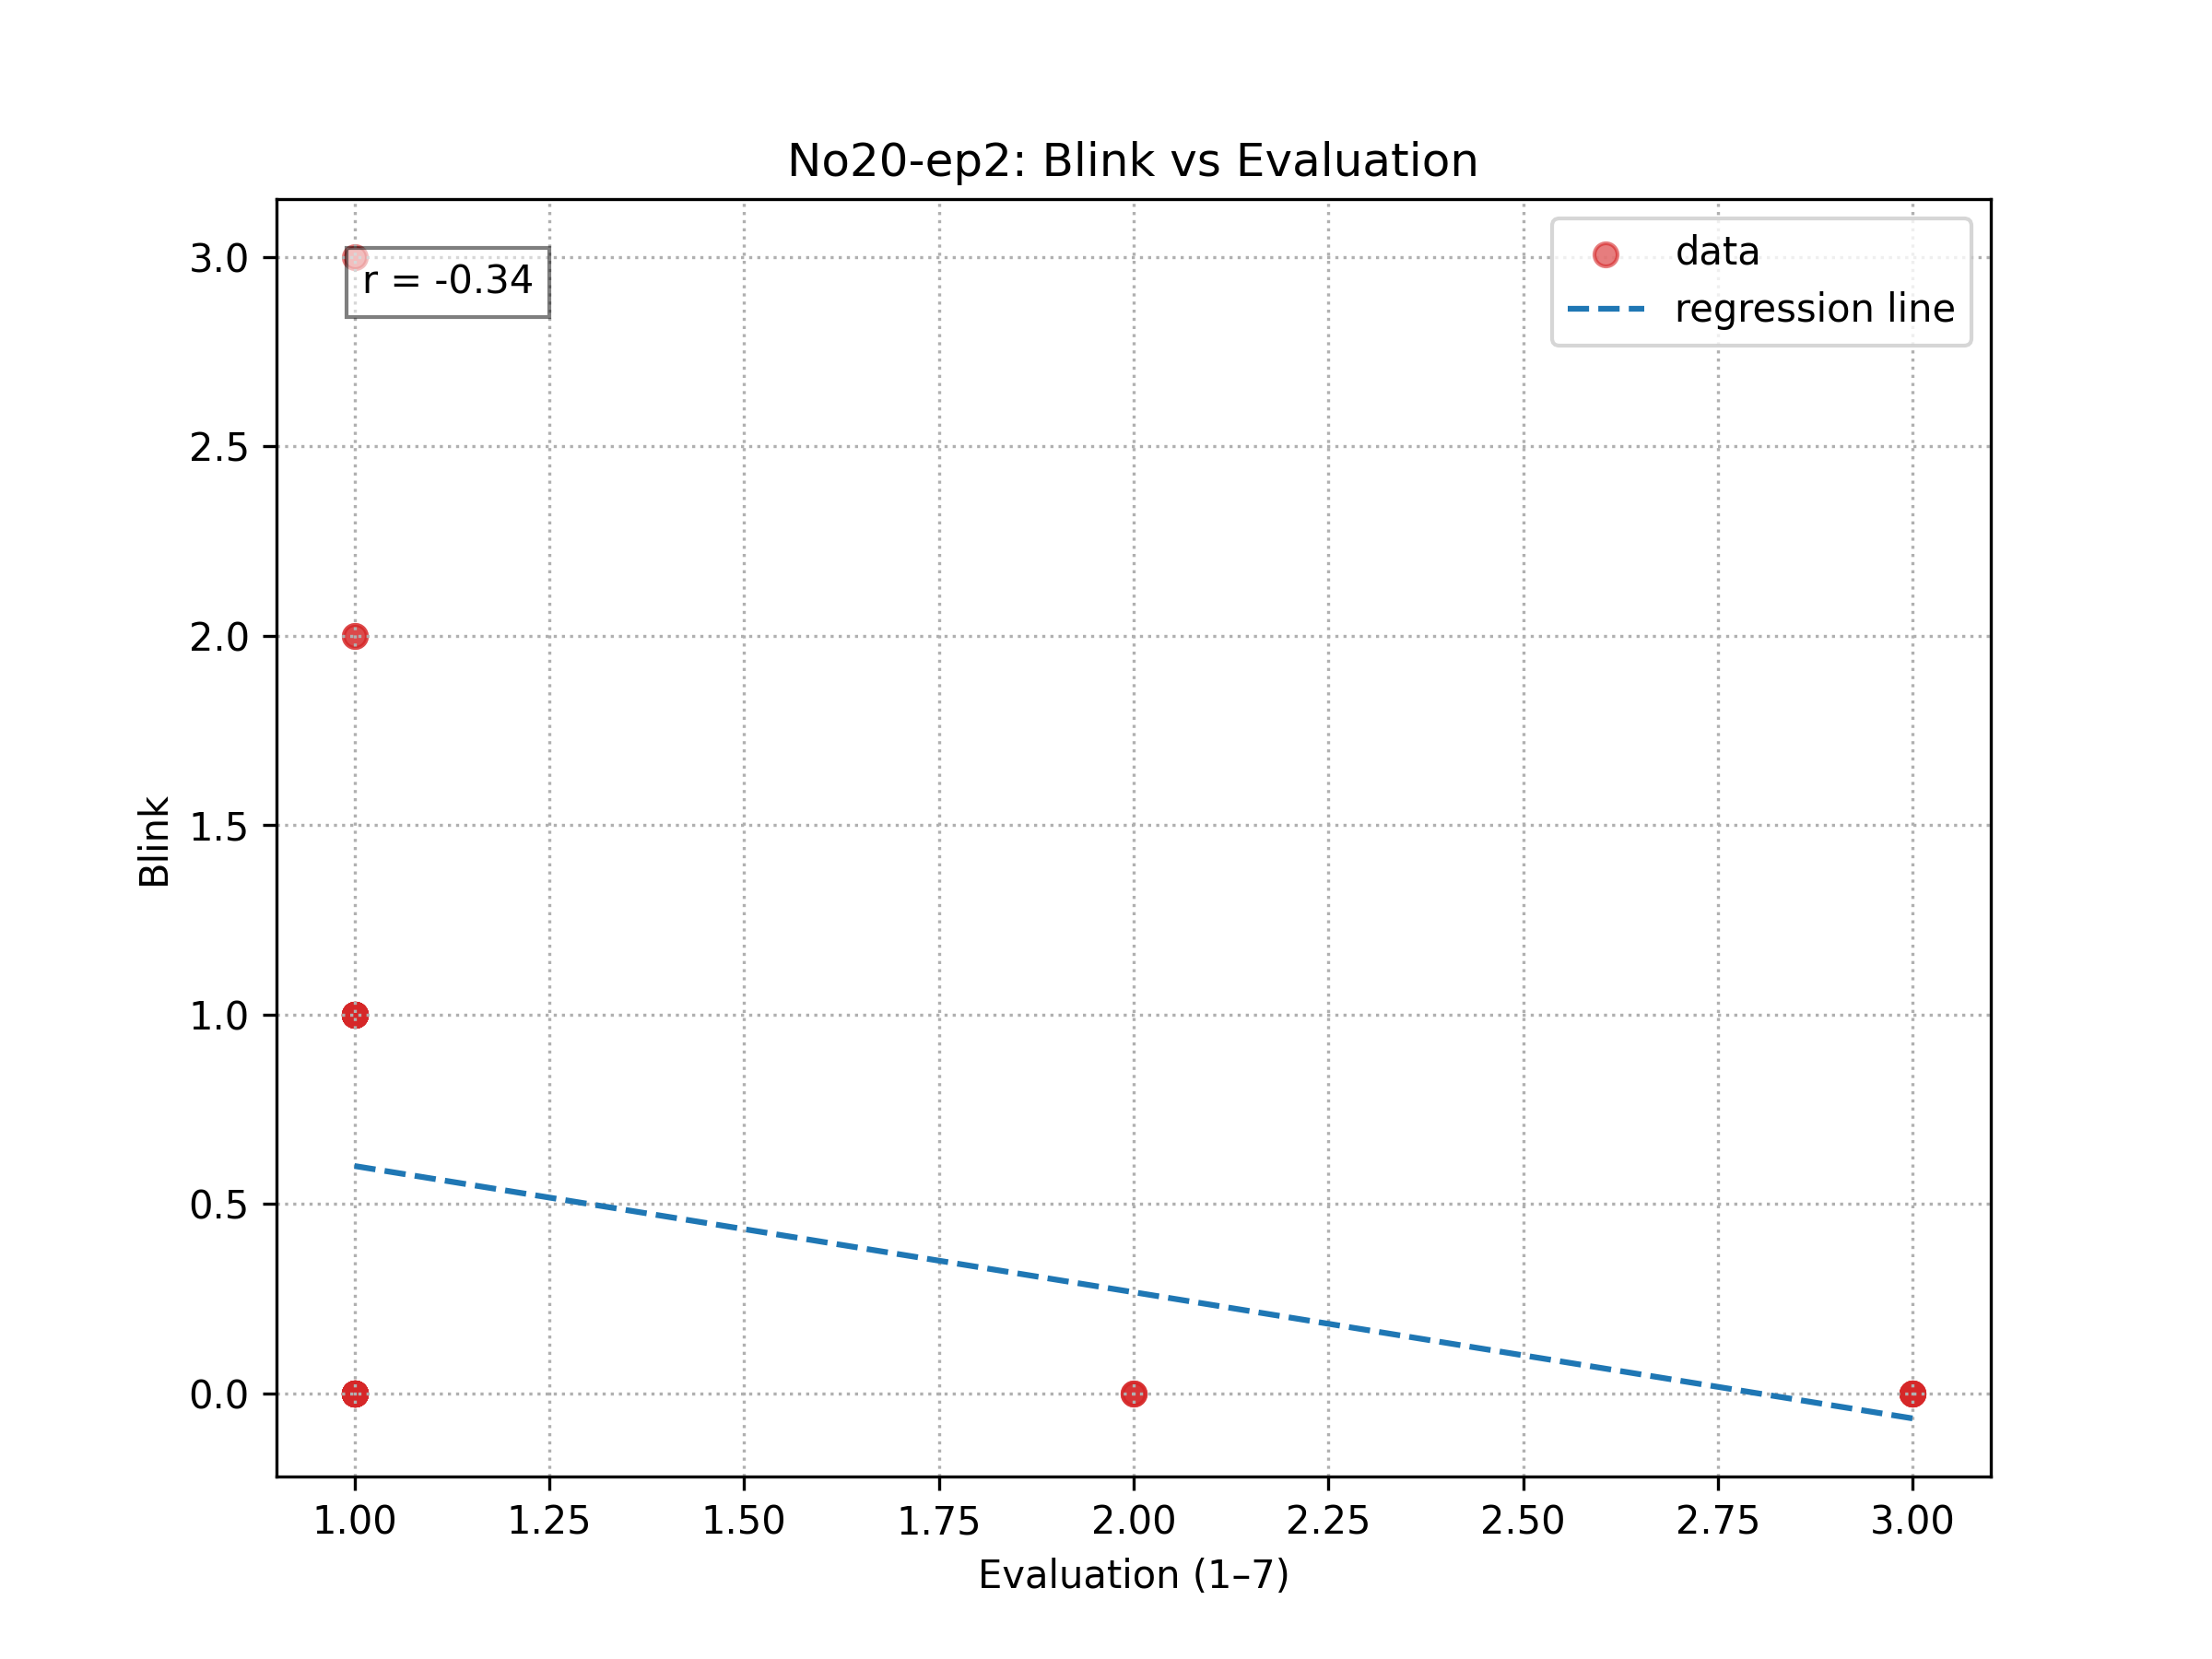 No20-ep2: Blink vs Evaluation
r = -0.34
data
regression line
3.0
2.5
2.0
1.5
1.0
0.5
0.0
Blink
1.00 1.25 1.50 1.75 2.00 2.25 2.50 2.75 3.00
Evaluation (1–7)